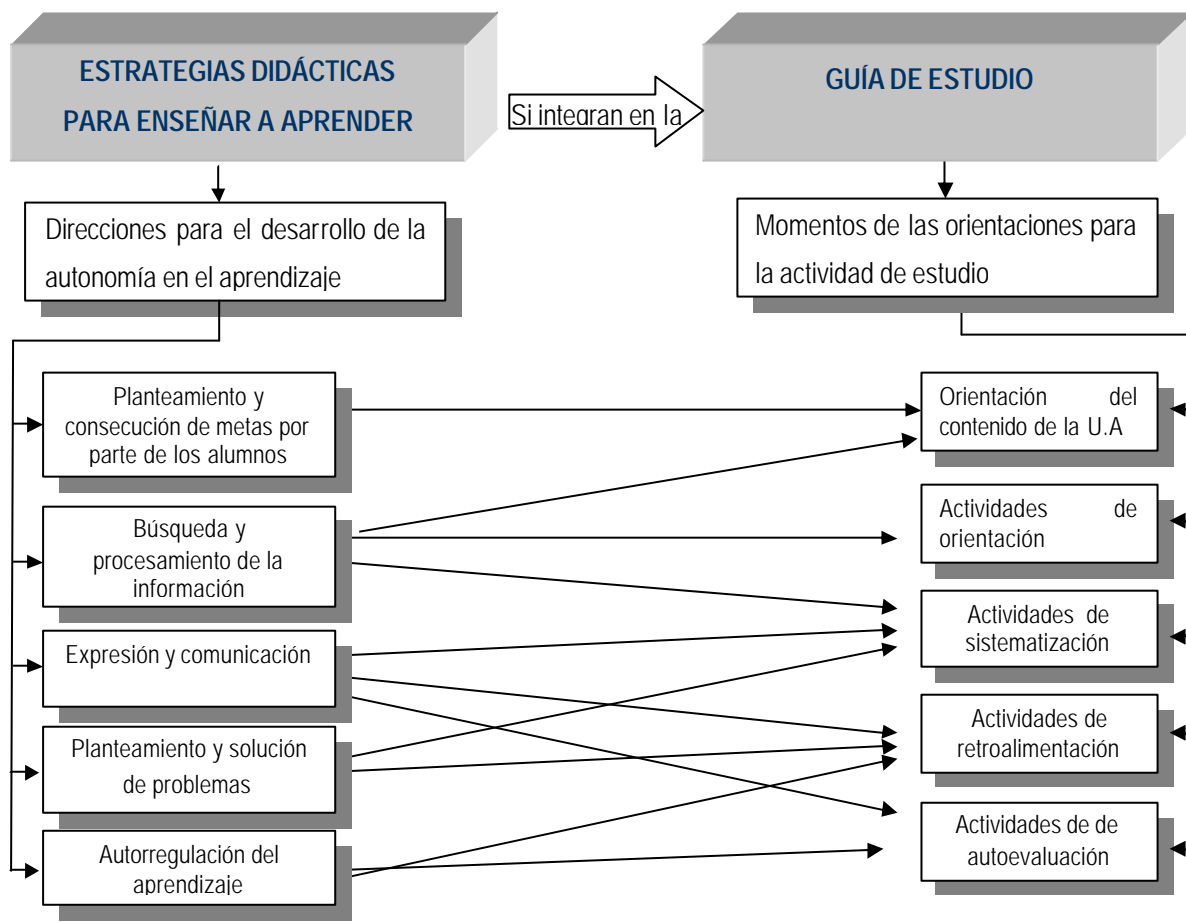 ESTRATEGIAS DIDÁCTICAS
PARA ENSEÑAR A APRENDER
Si integran en la
GUÍA DE ESTUDIO
Direcciones para el desarrollo de la
autonomía en el aprendizaje
Momentos de las orientaciones para
la actividad de estudio
Planteamiento y
consecución de metas por
parte de los alumnos
Búsqueda y
procesamiento de la
información
Expresión y comunicación
Planteamiento y solución
de problemas
Autorregulación del
aprendizaje
Orientación del
contenido de la U.A
Actividades de
orientación
Actividades de
sistematización
Actividades de
retroalimentación
Actividades de de
autoevaluación